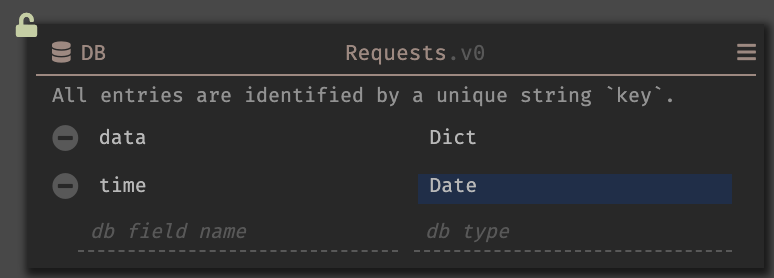 DB Requests.v0
All entries are identified by a unique string `key`.
data Dict
time Date
db field name db type